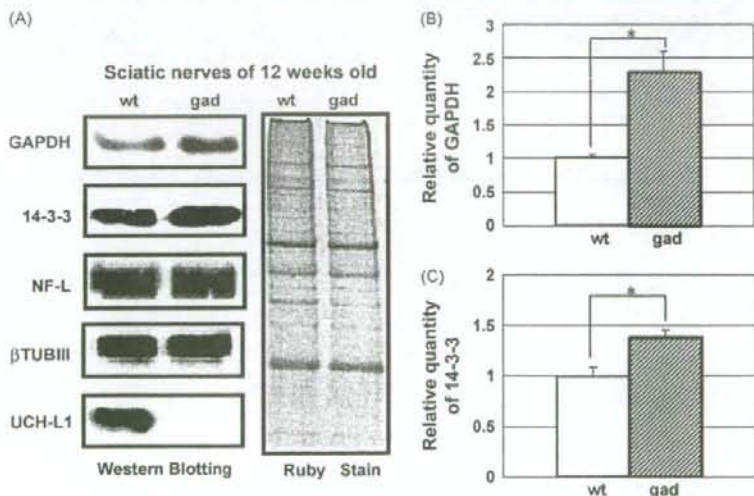 (A)
Sciatic nerves of 12 weeks old
wt gad wt gad
GAPDH
14-3-3
NF-L
βTUBIII
UCH-L1
Western Blotting Ruby Stain
(B)
Relative quantity
of GAPDH
3
2.5
2
1.5
1
0.5
0
*
wt gad
(C)
Relative quantity
of 14-3-3
2
1.5
1
0.5
0
*
wt gad